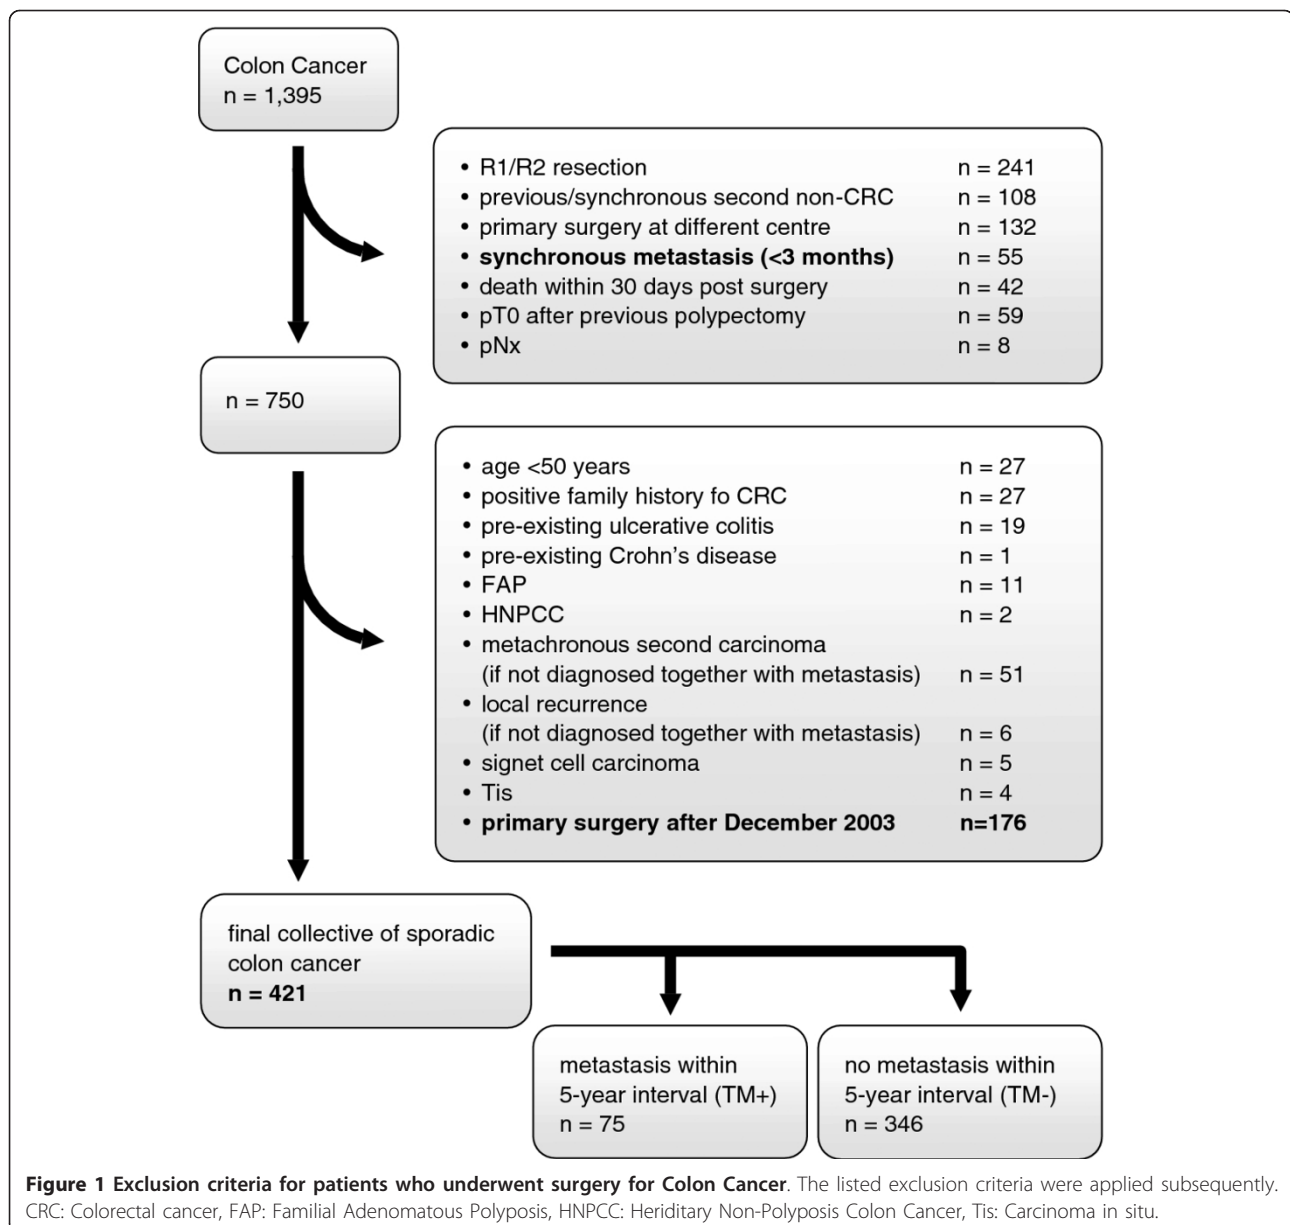 Colon Cancer
n = 1,395
• R1/R2 resection n = 241
• previous/synchronous second non-CRC n = 108
• primary surgery at different centre n = 132
• synchronous metastasis (<3 months) n = 55
• death within 30 days post surgery n = 42
• pT0 after previous polypectomy n = 59
• pNx n = 8
n = 750
• age <50 years n = 27
• positive family history fo CRC n = 27
• pre-existing ulcerative colitis n = 19
• pre-existing Crohn's disease n = 1
• FAP n = 11
• HNPCC n = 2
• metachronous second carcinoma
(if not diagnosed together with metastasis) n = 51
• local recurrence
(if not diagnosed together with metastasis) n = 6
• signet cell carcinoma n = 5
• Tis n = 4
• primary surgery after December 2003 n=176
final collective of sporadic
colon cancer
n = 421
metastasis within
5-year interval (TM+)
n = 75
no metastasis within
5-year interval (TM-)
n = 346
Figure 1 Exclusion criteria for patients who underwent surgery for Colon Cancer. The listed exclusion criteria were applied subsequently.
CRC: Colorectal cancer, FAP: Familial Adenomatous Polyposis, HNPCC: Heriditary Non-Polyposis Colon Cancer, Tis: Carcinoma in situ.